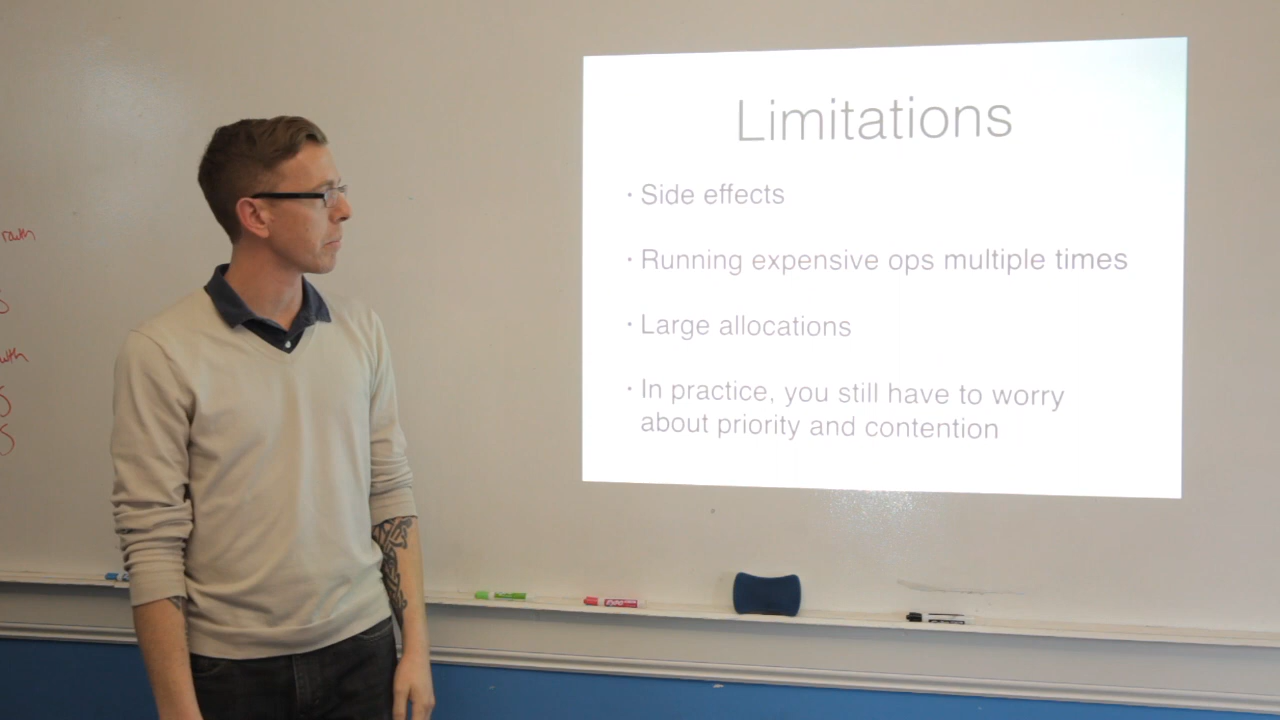 Limitations
· Side effects
· Running expensive ops multiple times
· Large allocations
· In practice, you still have to worry
about priority and contention
EXPO